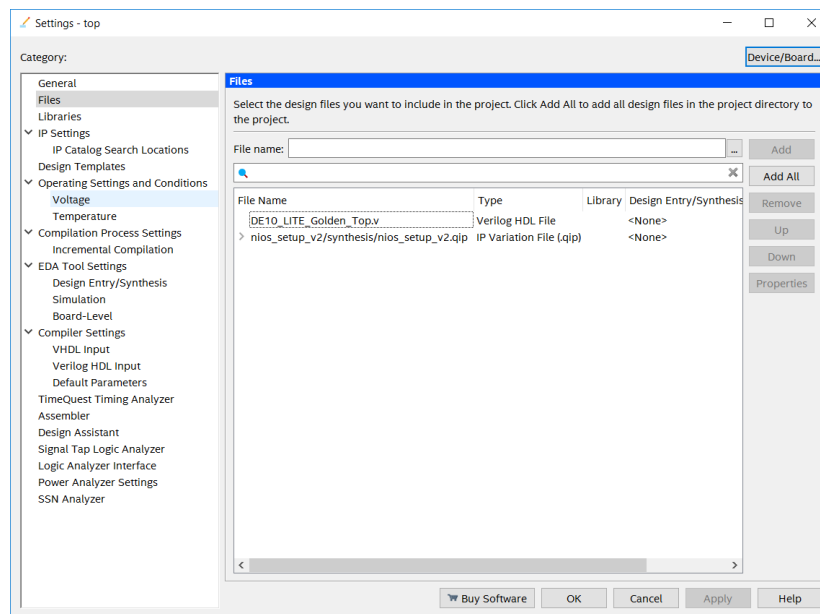 Settings - top
Category:
Device/Board...
General
Files
Libraries
IP Settings
IP Catalog Search Locations
Design Templates
Operating Settings and Conditions
Voltage
Temperature
Compilation Process Settings
Incremental Compilation
EDA Tool Settings
Design Entry/Synthesis
Simulation
Board-Level
Compiler Settings
VHDL Input
Verilog HDL Input
Default Parameters
TimeQuest Timing Analyzer
Assembler
Design Assistant
Signal Tap Logic Analyzer
Logic Analyzer Interface
Power Analyzer Settings
SSN Analyzer
Files
Select the design files you want to include in the project. Click Add All to add all design files in the project directory to
the project.
File name:
...
Add
Add All
Remove
Up
Down
Properties
File Name Type Library Design Entry/Synthesis
DE10_LITE_Golden_Top.v Verilog HDL File <None>
nios_setup_v2/synthesis/nios_setup_v2.qip IP Variation File (.qip) <None>
Buy Software OK Cancel Apply Help